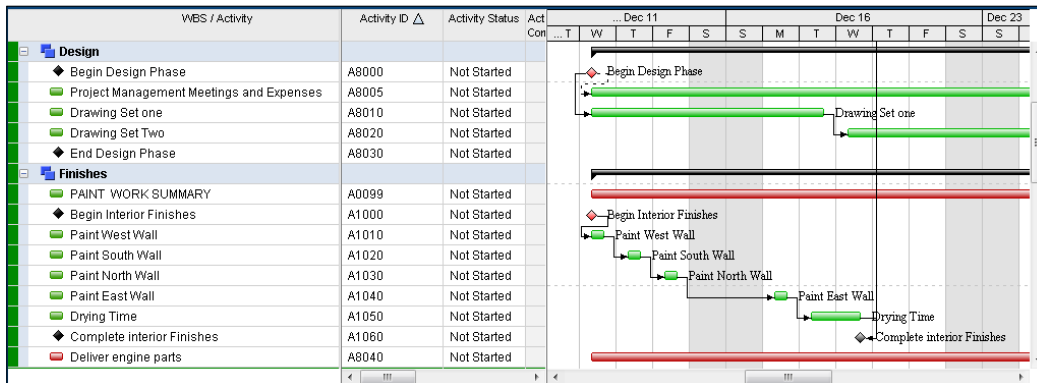 WBS / Activity Activity ID Activity Status Act Con
... Dec 11 Dec 16 Dec 23
... T W T F S S M T W T F S S
Design
Begin Design Phase A8000 Not Started Begin Design Phase
Project Management Meetings and Expenses A8005 Not Started
Drawing Set one A8010 Not Started Drawing Set one
Drawing Set Two A8020 Not Started
End Design Phase A8030 Not Started
Finishes
PAINT WORK SUMMARY A0099 Not Started
Begin Interior Finishes A1000 Not Started Begin Interior Finishes
Paint West Wall A1010 Not Started Paint West Wall
Paint South Wall A1020 Not Started Paint South Wall
Paint North Wall A1030 Not Started Paint North Wall
Paint East Wall A1040 Not Started Paint East Wall
Drying Time A1050 Not Started Drying Time
Complete interior Finishes A1060 Not Started Complete interior Finishes
Deliver engine parts A8040 Not Started